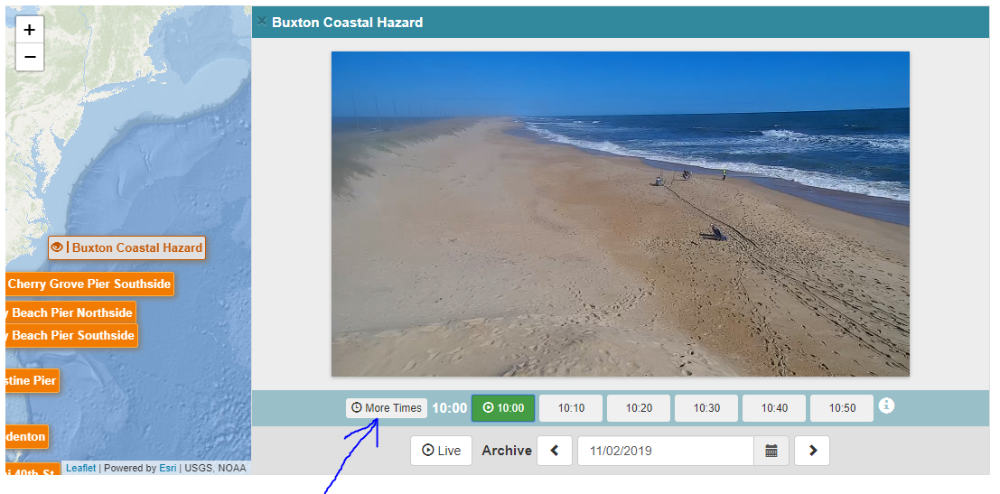 +
−
× Buxton Coastal Hazard
| Buxton Coastal Hazard
Cherry Grove Pier Southside
y Beach Pier Northside
y Beach Pier Southside
stine Pier
denton
40th St.
Leaflet | Powered by Esri | USGS, NOAA
More Times 10:00 10:00 10:10 10:20 10:30 10:40 10:50
Live Archive 11/02/2019